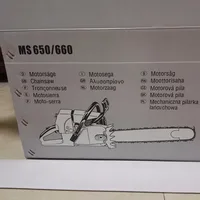 MS 650/660
Motorsäge
Chainsaw
Tronçonneuse
Motosierra
Moto-serra
Motosega
Αλυσοπρίονο
Motorzaag
Motorsåg
Monitorisana
Motorová pila
Motorová píla
Mechaniczna pilarka
łańcuchowa